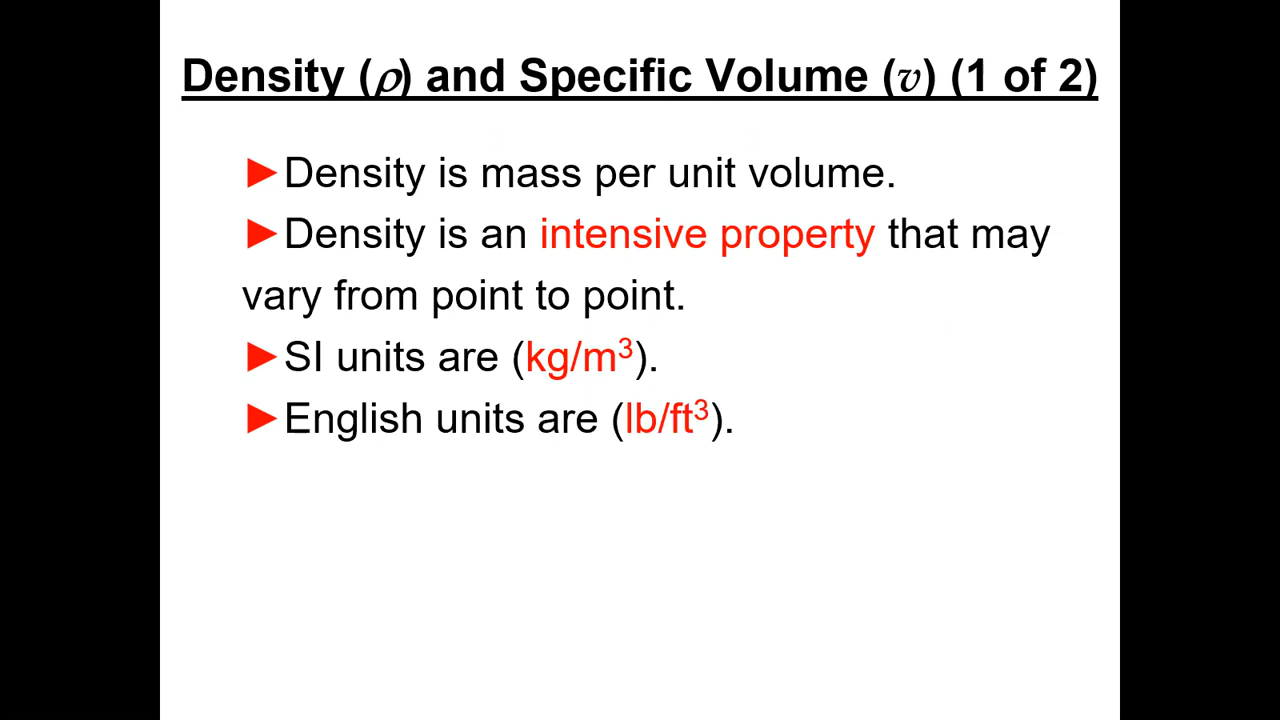 Density (ρ) and Specific Volume (v) (1 of 2)
►Density is mass per unit volume.
►Density is an intensive property that may
vary from point to point.
►SI units are (kg/m³).
►English units are (lb/ft³).